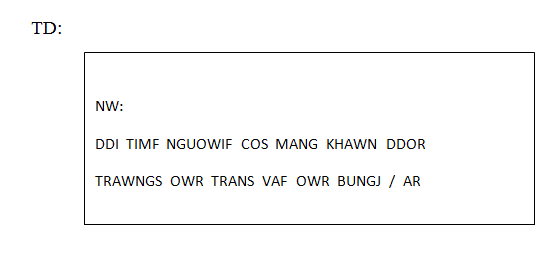 TD:
NW:
DDI TIMF NGUOWIF COS MANG KHAWN DDOR
TRAWNGS OWR TRANS VAF OWR BUNGJ / AR